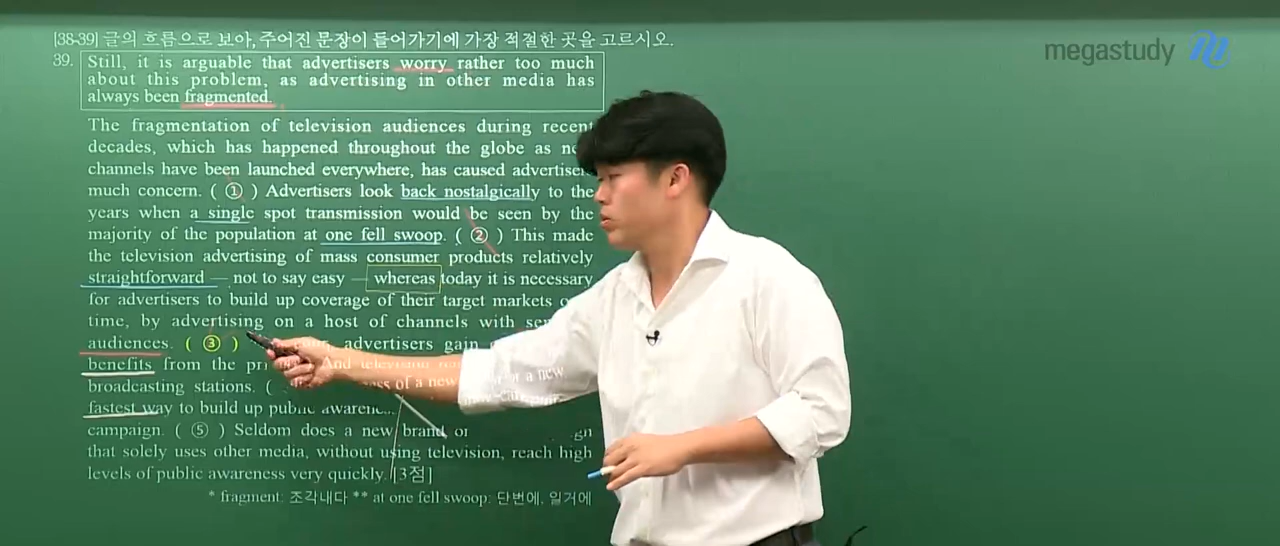 [38-39] 글의 흐름으로 보아, 주어진 문장이 들어가기에 가장 적절한 곳을 고르시오.
megastudy
39. Still, it is arguable that advertisers worry rather too much
about this problem, as advertising in other media has
always been fragmented.
The fragmentation of television audiences during recent
decades, which has happened throughout the globe as
channels have been launched everywhere, has caused
much concern. ( ① ) Advertisers look back nostalgically to the
years when a single spot transmission would be seen by the
majority of the population at one fell swoop. ( ② ) This made
the television advertising of mass consumer products relatively
straightforward — not to say easy — whereas today it is necessary
for advertisers to build up coverage of their target markets
time, by advertising on a host of channels with
audiences. ( ③ ) advertisers gain
benefits from the And television
broadcasting stations. ( of a new or a new
fastest way to build up public
campaign. ( ⑤ ) Seldom does a new brand or
that solely uses other media, without using television, reach high
levels of public awareness very quickly. [3점]
* fragment: 조각내다 ** at one fell swoop: 단번에, 일거에